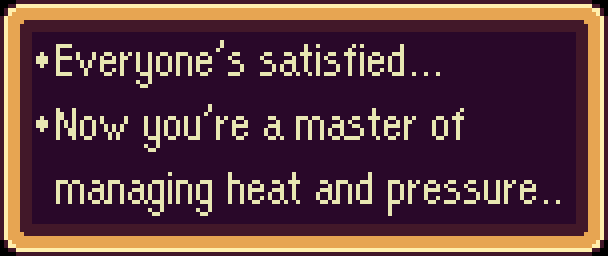 •Everyone's satisfied...
•Now you're a master of
managing heat and pressure..